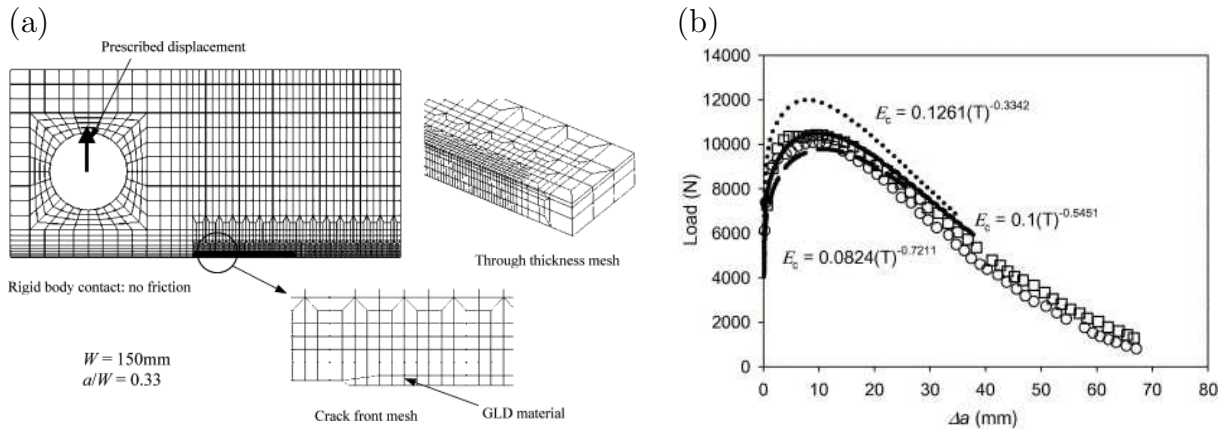 (a)
Prescribed displacement
Through thickness mesh
Rigid body contact: no friction
W = 150mm
a/W = 0.33
Crack front mesh
GLD material
(b)
14000
12000
10000
8000
6000
4000
2000
0
Load (N)
E_c = 0.1261(T)^-0.3342
E_c = 0.1(T)^-0.5451
E_c = 0.0824(T)^-0.7211
0 10 20 30 40 50 60 70 80
Δa (mm)